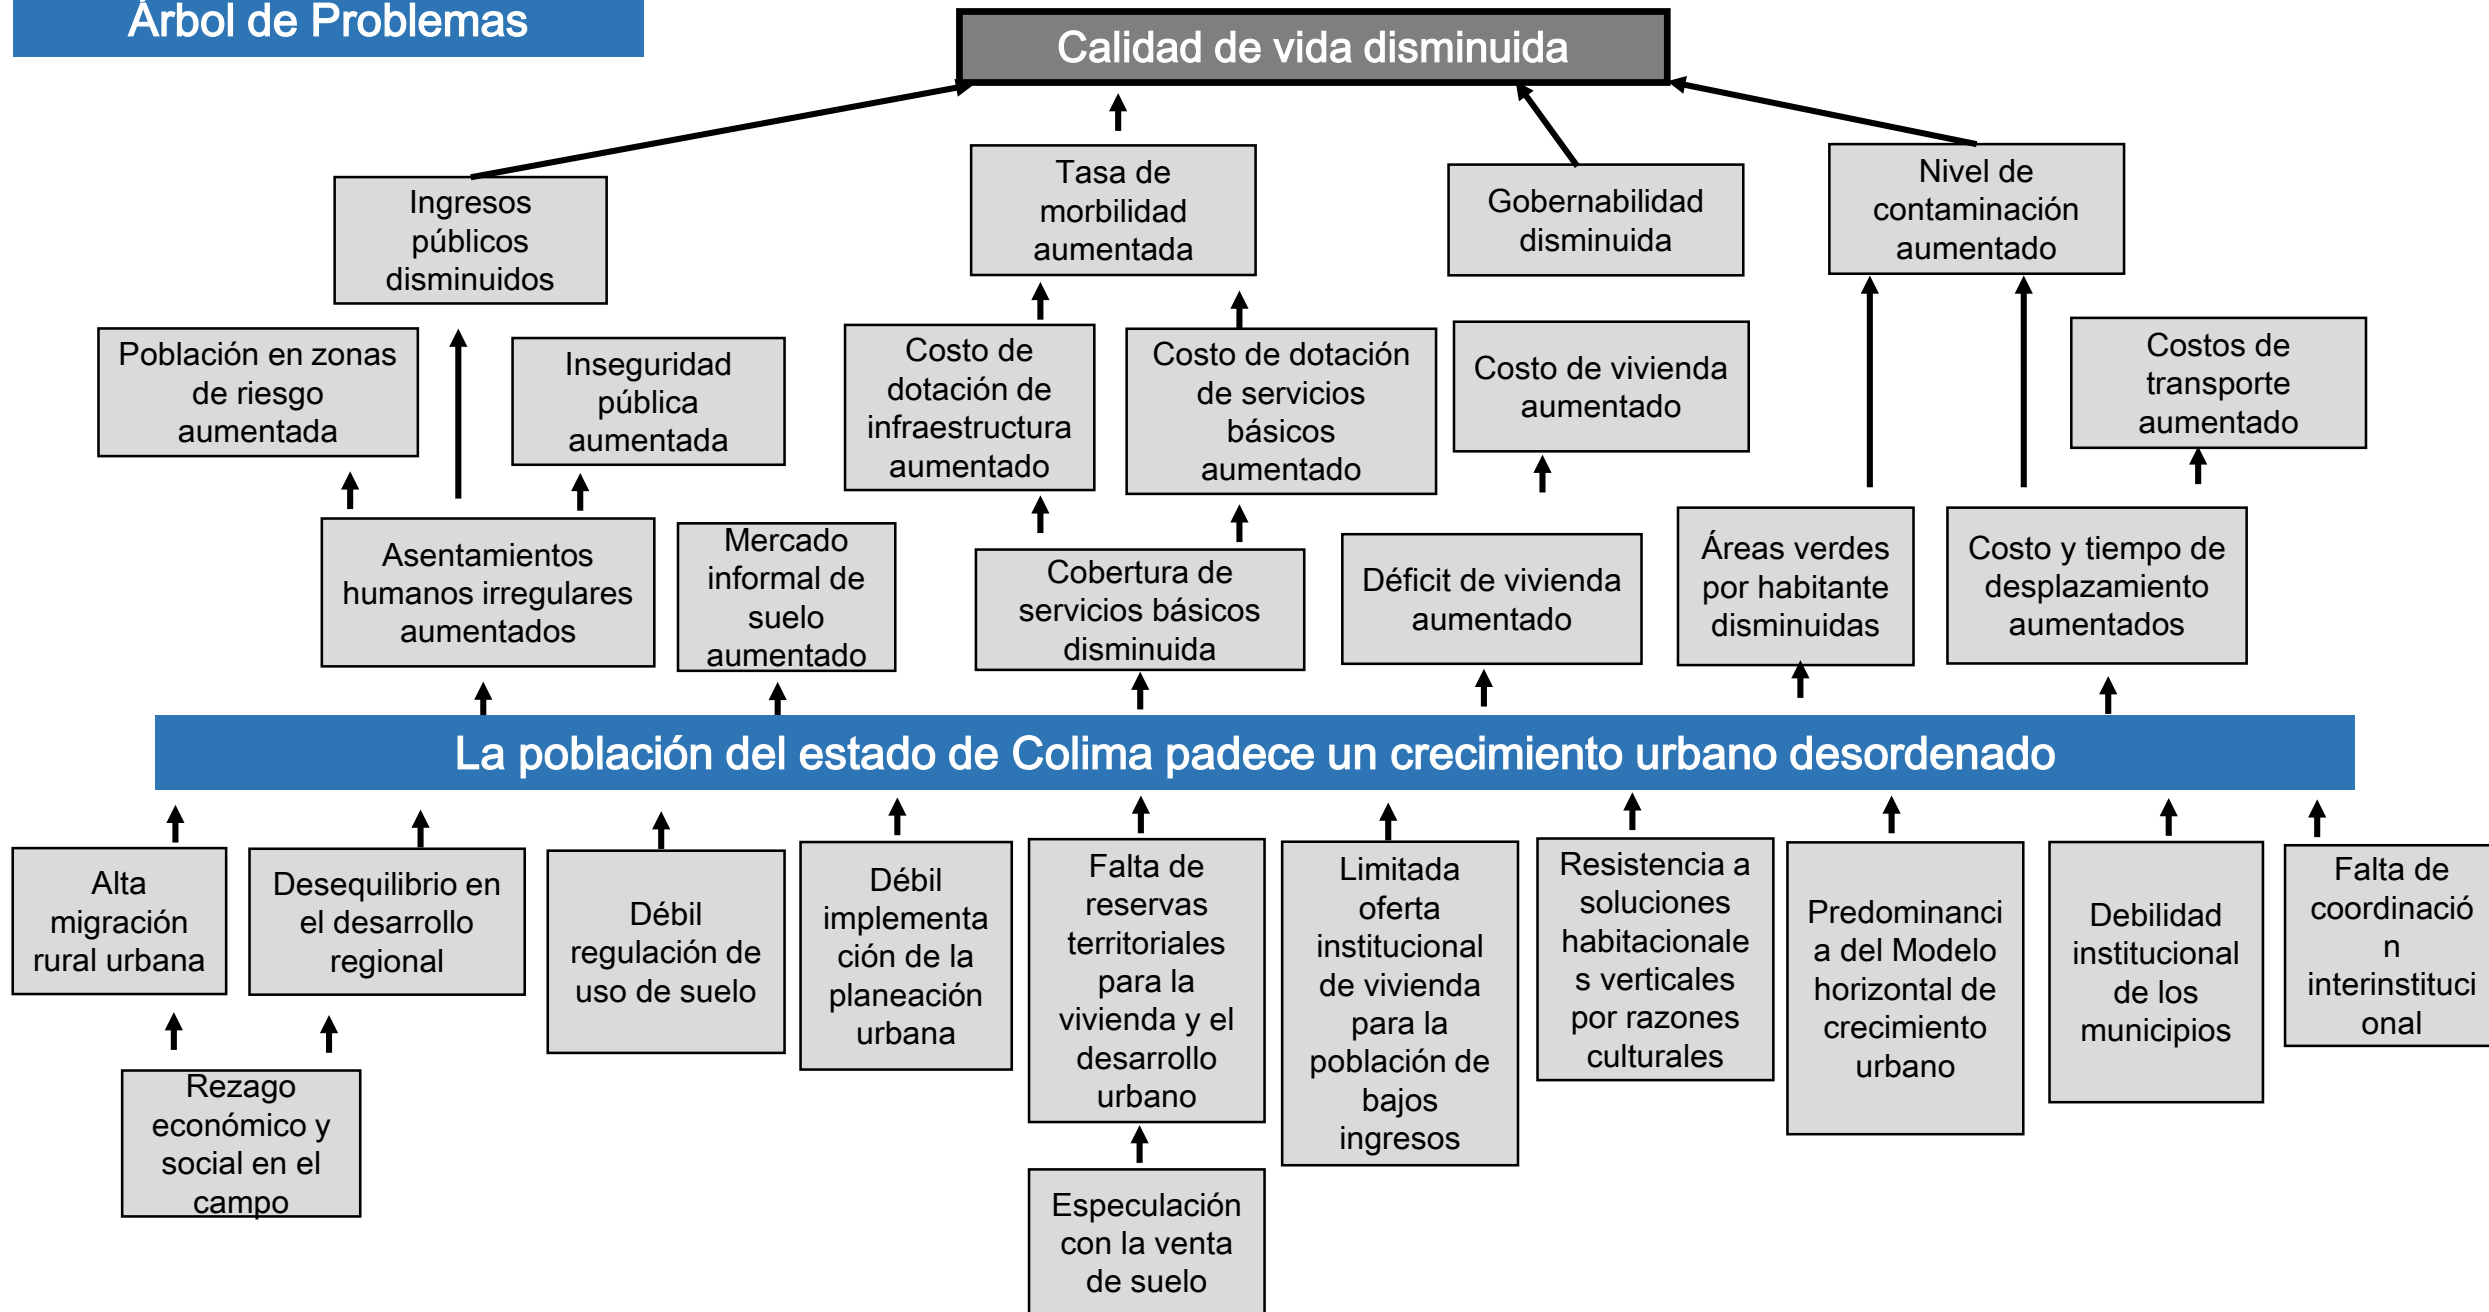 Árbol de Problemas
Calidad de vida disminuida
Ingresos
públicos
disminuidos
Tasa de
morbilidad
aumentada
Gobernabilidad
disminuida
Nivel de
contaminación
aumentado
Población en zonas
de riesgo
aumentada
Inseguridad
pública
aumentada
Costo de
dotación de
infraestructura
aumentado
Costo de dotación
de servicios
básicos
aumentado
Costo de vivienda
aumentado
Costos de
transporte
aumentado
Asentamientos
humanos irregulares
aumentados
Mercado
informal de
suelo
aumentado
Cobertura de
servicios básicos
disminuida
Déficit de vivienda
aumentado
Áreas verdes
por habitante
disminuidas
Costo y tiempo de
desplazamiento
aumentados
La población del estado de Colima padece un crecimiento urbano desordenado
Alta
migración
rural urbana
Desequilibrio en
el desarrollo
regional
Débil
regulación de
uso de suelo
Débil
implementa
ción de la
planeación
urbana
Falta de
reservas
territoriales
para la
vivienda y el
desarrollo
urbano
Limitada
oferta
institucional
de vivienda
para la
población de
bajos
ingresos
Resistencia a
soluciones
habitacionale
s verticales
por razones
culturales
Predominanci
a del Modelo
horizontal de
crecimiento
urbano
Debilidad
institucional
de los
municipios
Falta de
coordinació
n
interinstituci
onal
Rezago
económico y
social en el
campo
Especulación
con la venta
de suelo